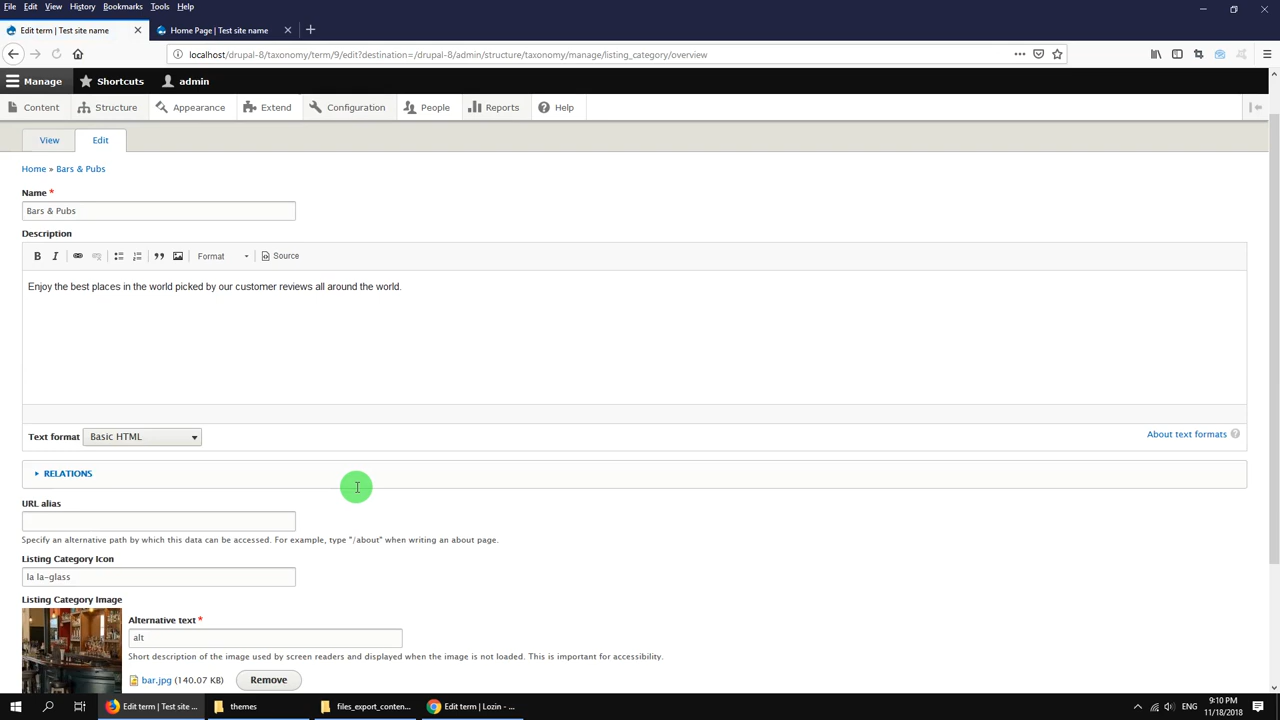 File Edit View History Bookmarks Tools Help
Edit term | Test site name
Home Page | Test site name
localhost/drupal-8/taxonomy/term/9/edit?destination=/drupal-8/admin/structure/taxonomy/manage/listing_category/overview
Manage Shortcuts admin
Content Structure Appearance Extend Configuration People Reports Help
View Edit
Home » Bars & Pubs
Name *
Bars & Pubs
Description
B I Format Source
Enjoy the best places in the world picked by our customer reviews all around the world.
Text format Basic HTML About text formats ?
RELATIONS
URL alias
Specify an alternative path by which this data can be accessed. For example, type "/about" when writing an about page.
Listing Category Icon
la la-glass
Listing Category Image
Alternative text *
alt
Short description of the image used by screen readers and displayed when the image is not loaded. This is important for accessibility.
bar.jpg (140.07 KB) Remove
Edit term | Test site ... themes files_export_conten... Edit term | Lozin - ... ENG 9:10 PM
11/18/2018